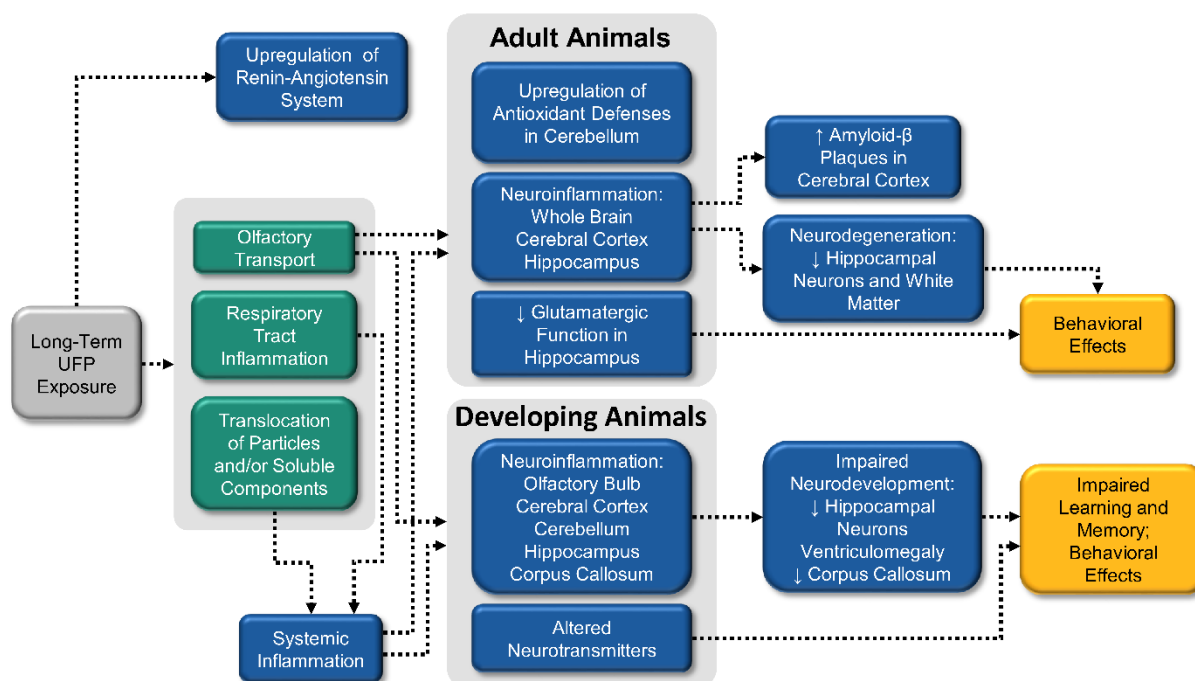 Upregulation of
Renin-Angiotensin
System
Long-Term
UFP
Exposure
Olfactory
Transport
Respiratory
Tract
Inflammation
Translocation
of Particles
and/or Soluble
Components
Systemic
Inflammation
Adult Animals
Upregulation of
Antioxidant Defenses
in Cerebellum
Neuroinflammation:
Whole Brain
Cerebral Cortex
Hippocampus
↓ Glutamatergic
Function in
Hippocampus
↑ Amyloid-β
Plaques in
Cerebral Cortex
Neurodegeneration:
↓ Hippocampal
Neurons and White
Matter
Behavioral
Effects
Developing Animals
Neuroinflammation:
Olfactory Bulb
Cerebral Cortex
Cerebellum
Hippocampus
Corpus Callosum
Altered
Neurotransmitters
Impaired
Neurodevelopment:
↓ Hippocampal
Neurons
Ventriculomegaly
↓ Corpus Callosum
Impaired
Learning and
Memory;
Behavioral
Effects